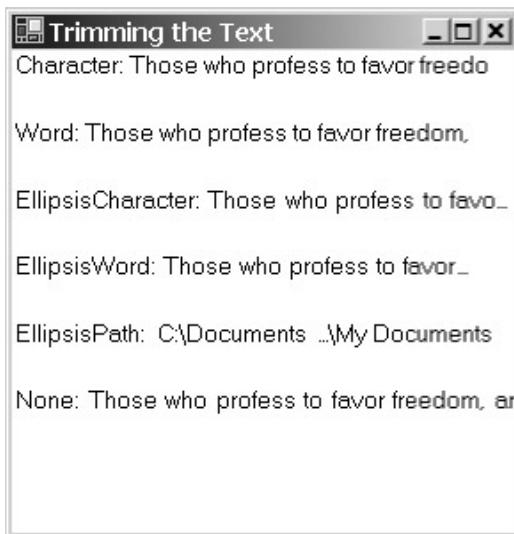 Trimming the Text
Character: Those who profess to favor freedo
Word: Those who profess to favor freedom,
EllipsisCharacter: Those who profess to favo...
EllipsisWord: Those who profess to favor...
EllipsisPath: C:\Documents ...\My Documents
None: Those who profess to favor freedom, an